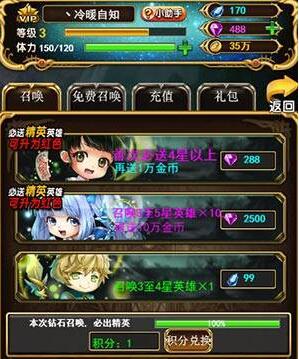 VIP
丶冷暖自知
?小助手
170
等级 3
488
体力 150/120
35万
召唤
免费召唤
充值
礼包
返回
必送精英英雄
可升为红色
首次必送4星以上
再送1万金币
288
必送精英英雄
可升为红色
召唤3至5星英雄×10
2500
召唤3至4星英雄×1
99
本次钻石召唤，必出精英
100%
积分：1
积分兑换